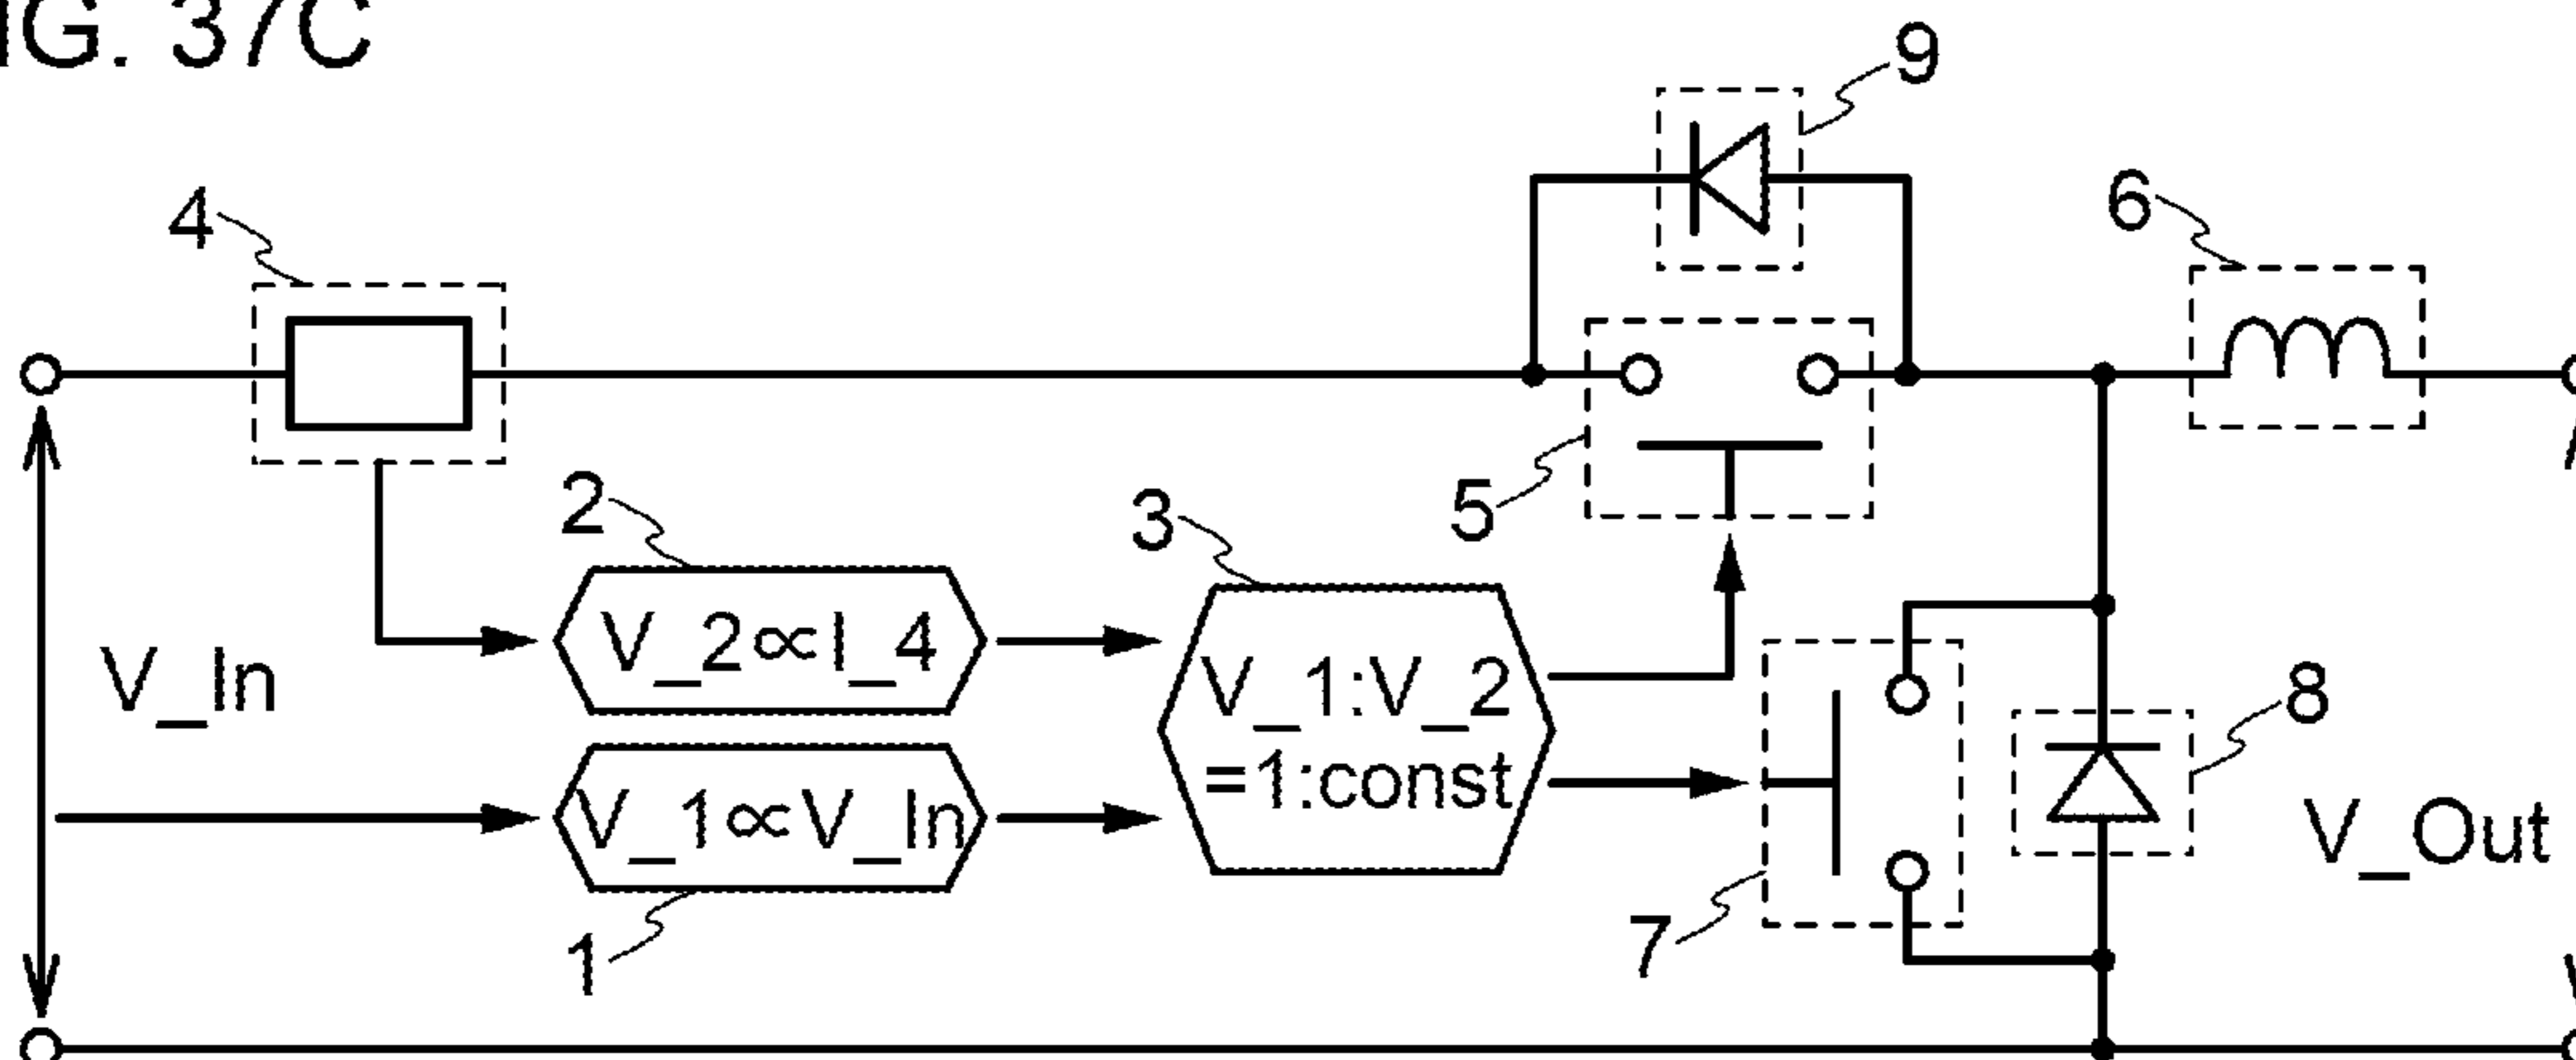 IG. 37C
9
4
6
2
3
5
V_2∝I_4
V_In
V_1:V_2
=1:const
8
V_1∝V_In
V_Out
7
1